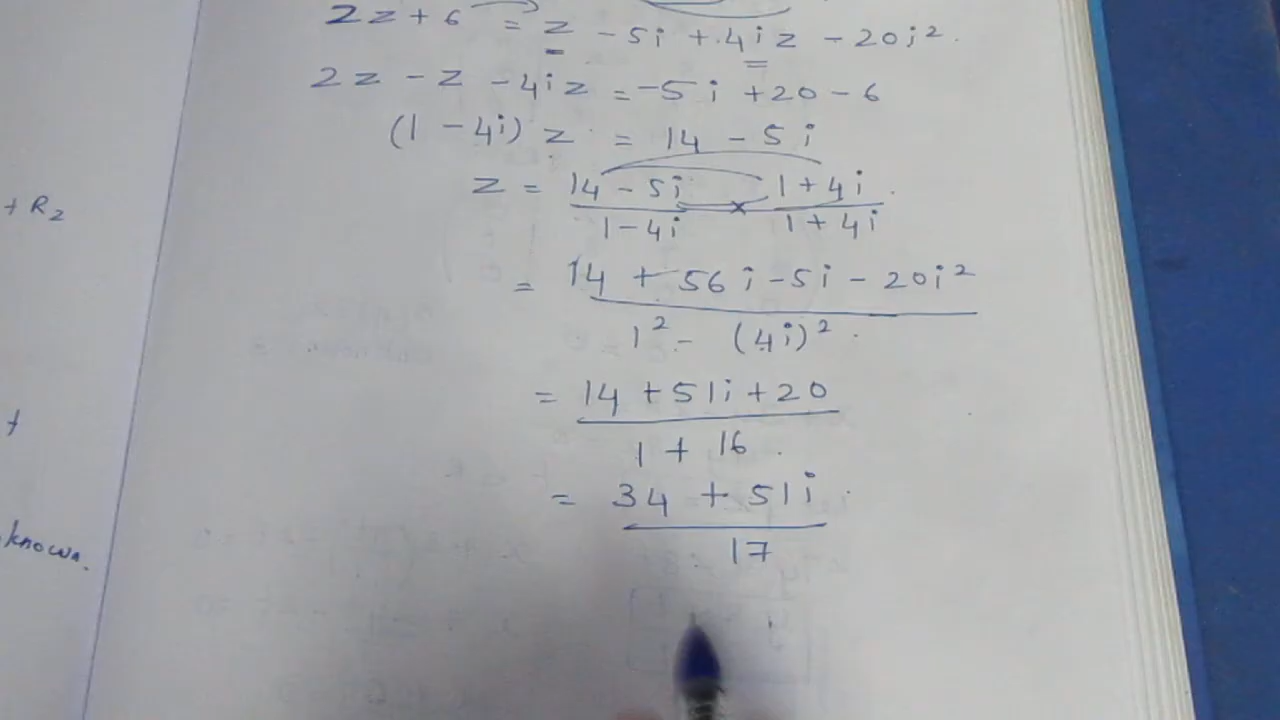 2z + 6 = z - 5i + 4iz - 20i².
2z - z - 4iz = -5i + 20 - 6
(1 - 4i) z = 14 - 5i
z = 14 - 5i / 1 - 4i × 1 + 4i / 1 + 4i
+ R₂
= 14 + 56i - 5i - 20i² / 1² - (4i)².
= 14 + 51i + 20 / 1 + 16.
= 34 + 51i / 17
known.